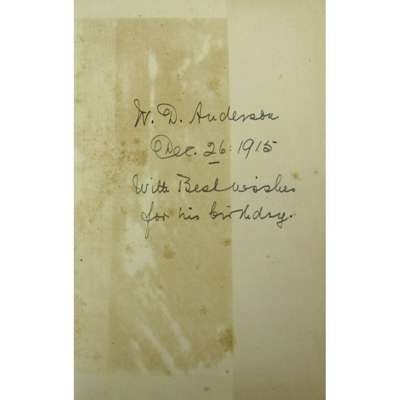 W. D. Anderson
Dec. 26: 1915
With Best wishes
for his birthday.